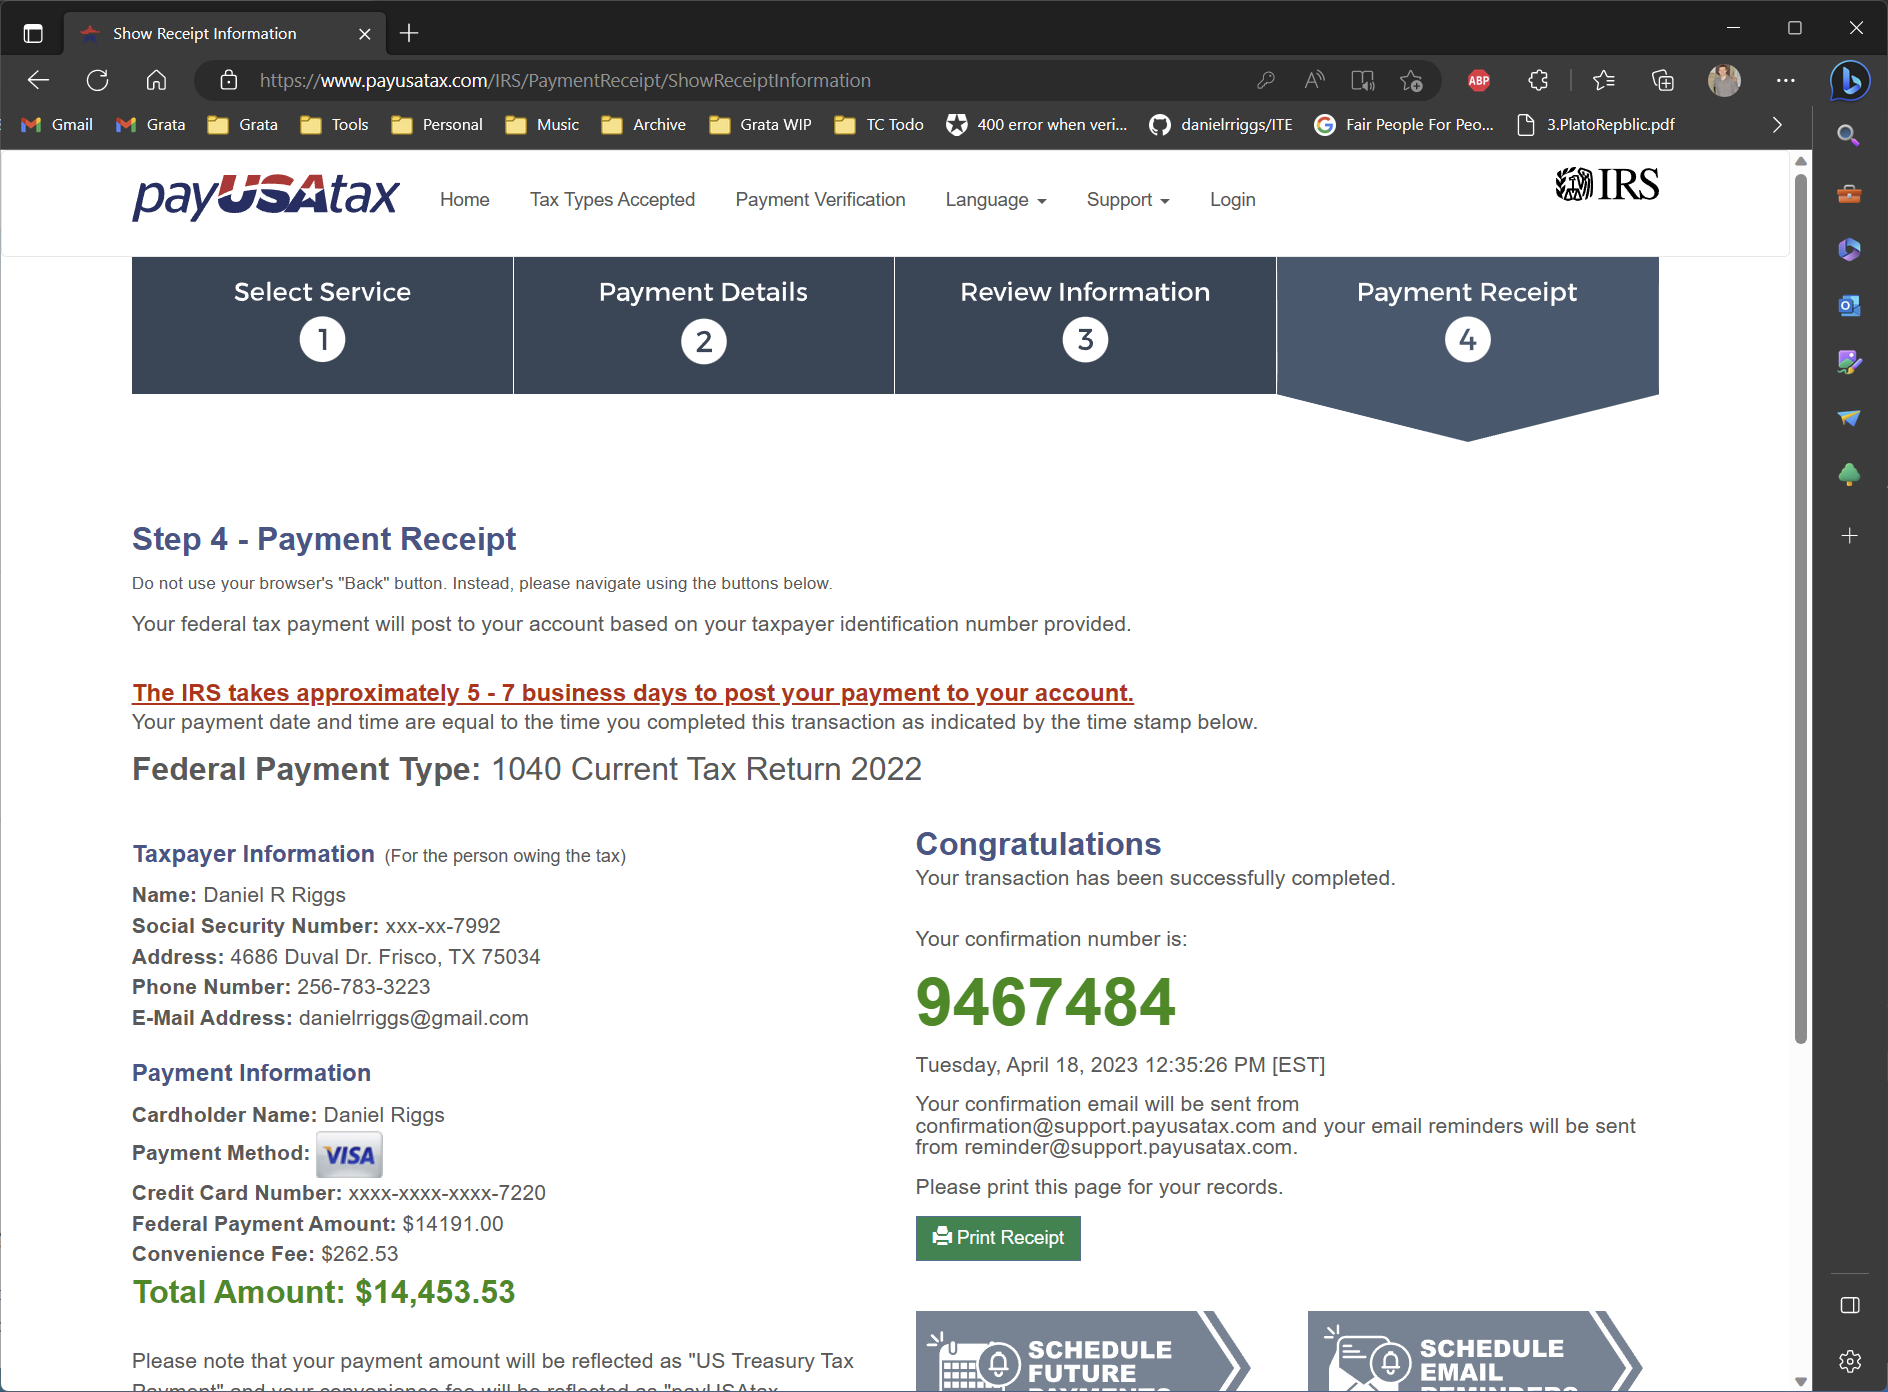 Show Receipt Information
https://www.payusatax.com/IRS/PaymentReceipt/ShowReceiptInformation
ABP
Gmail Grata Grata Tools Personal Music Archive Grata WIP TC Todo 400 error when veri... danielrriggs/ITE Fair People For Peo... 3.PlatoRepblic.pdf
payUSAtax Home Tax Types Accepted Payment Verification Language Support Login IRS
Select Service Payment Details Review Information Payment Receipt
1 2 3 4
Step 4 - Payment Receipt
Do not use your browser's "Back" button. Instead, please navigate using the buttons below.
Your federal tax payment will post to your account based on your taxpayer identification number provided.
The IRS takes approximately 5 - 7 business days to post your payment to your account.
Your payment date and time are equal to the time you completed this transaction as indicated by the time stamp below.
Federal Payment Type: 1040 Current Tax Return 2022
Taxpayer Information (For the person owing the tax)
Name: Daniel R Riggs
Social Security Number: xxx-xx-7992
Address: 4686 Duval Dr. Frisco, TX 75034
Phone Number: 256-783-3223
E-Mail Address: danielrriggs@gmail.com
Payment Information
Cardholder Name: Daniel Riggs
Payment Method: VISA
Credit Card Number: xxxx-xxxx-xxxx-7220
Federal Payment Amount: $14191.00
Convenience Fee: $262.53
Total Amount: $14,453.53
Please note that your payment amount will be reflected as "US Treasury Tax
Payment" and your convenience fee will be reflected as "payUSAtax
Congratulations
Your transaction has been successfully completed.
Your confirmation number is:
9467484
Tuesday, April 18, 2023 12:35:26 PM [EST]
Your confirmation email will be sent from
confirmation@support.payusatax.com and your email reminders will be sent
from reminder@support.payusatax.com.
Please print this page for your records.
Print Receipt
SCHEDULE
FUTURE
PAYMENTS
SCHEDULE
EMAIL
REMINDERS